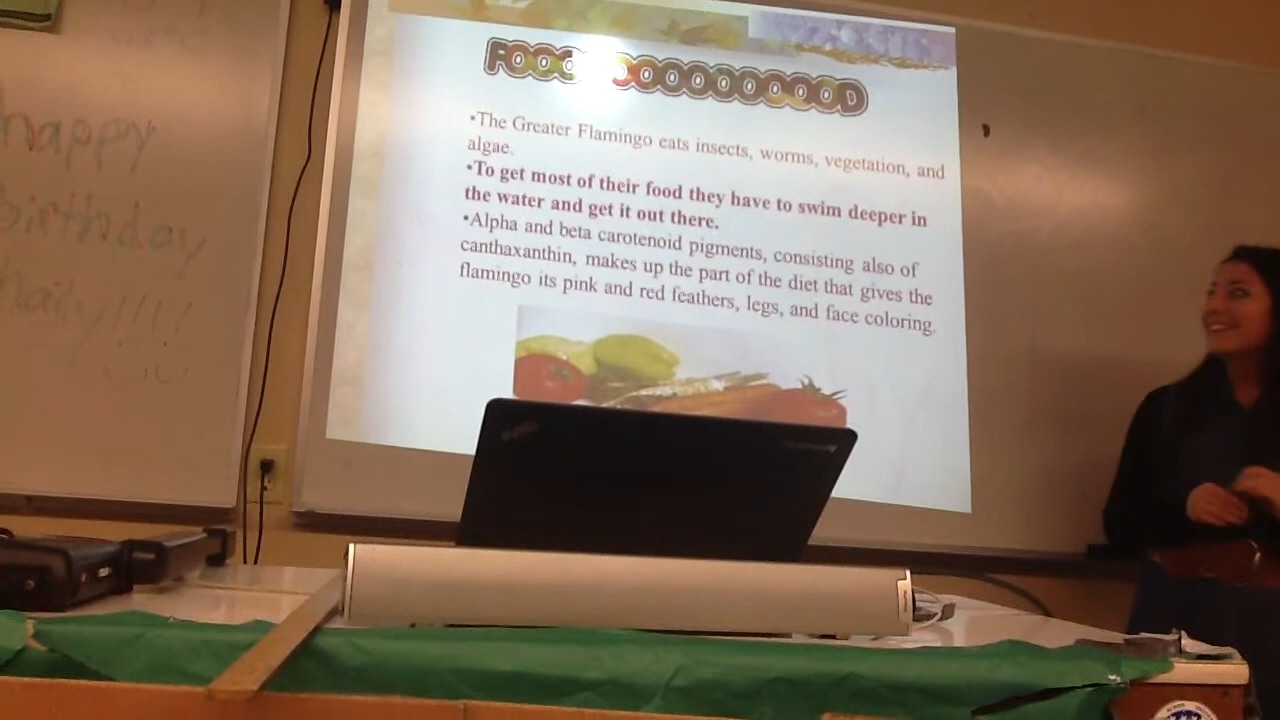 happy
Birthday
•The Greater Flamingo eats insects, worms, vegetation, and
algae.
•To get most of their food they have to swim deeper in
the water and get it out there.
•Alpha and beta carotenoid pigments, consisting also of
canthaxanthin, makes up the part of the diet that gives the
flamingo its pink and red feathers, legs, and face coloring.